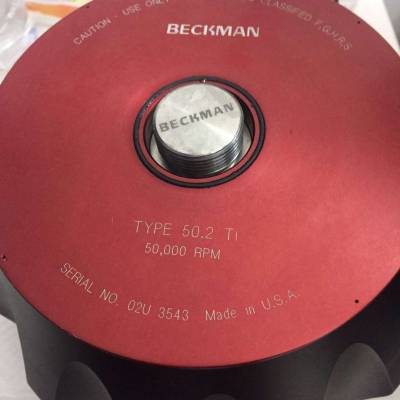 CAUTION - USE ONLY CLASSIFIED F,G,H,R,S
BECKMAN
BECKMAN
TYPE 50.2 Ti
50,000 RPM
SERIAL NO. 02U 3543 Made in U.S.A.